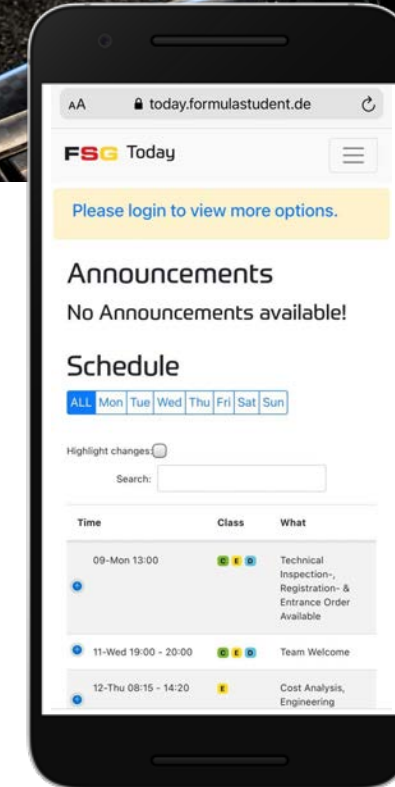 AA today.formulastudent.de
FSG Today
Please login to view more options.
Announcements
No Announcements available!
Schedule
ALL Mon Tue Wed Thu Fri Sat Sun
Highlight changes:
Search:
Time Class What
09-Mon 13:00 C E D Technical
Inspection-,
Registration- &
Entrance Order
Available
11-Wed 19:00 - 20:00 C E D Team Welcome
12-Thu 08:15 - 14:20 E Cost Analysis,
Engineering